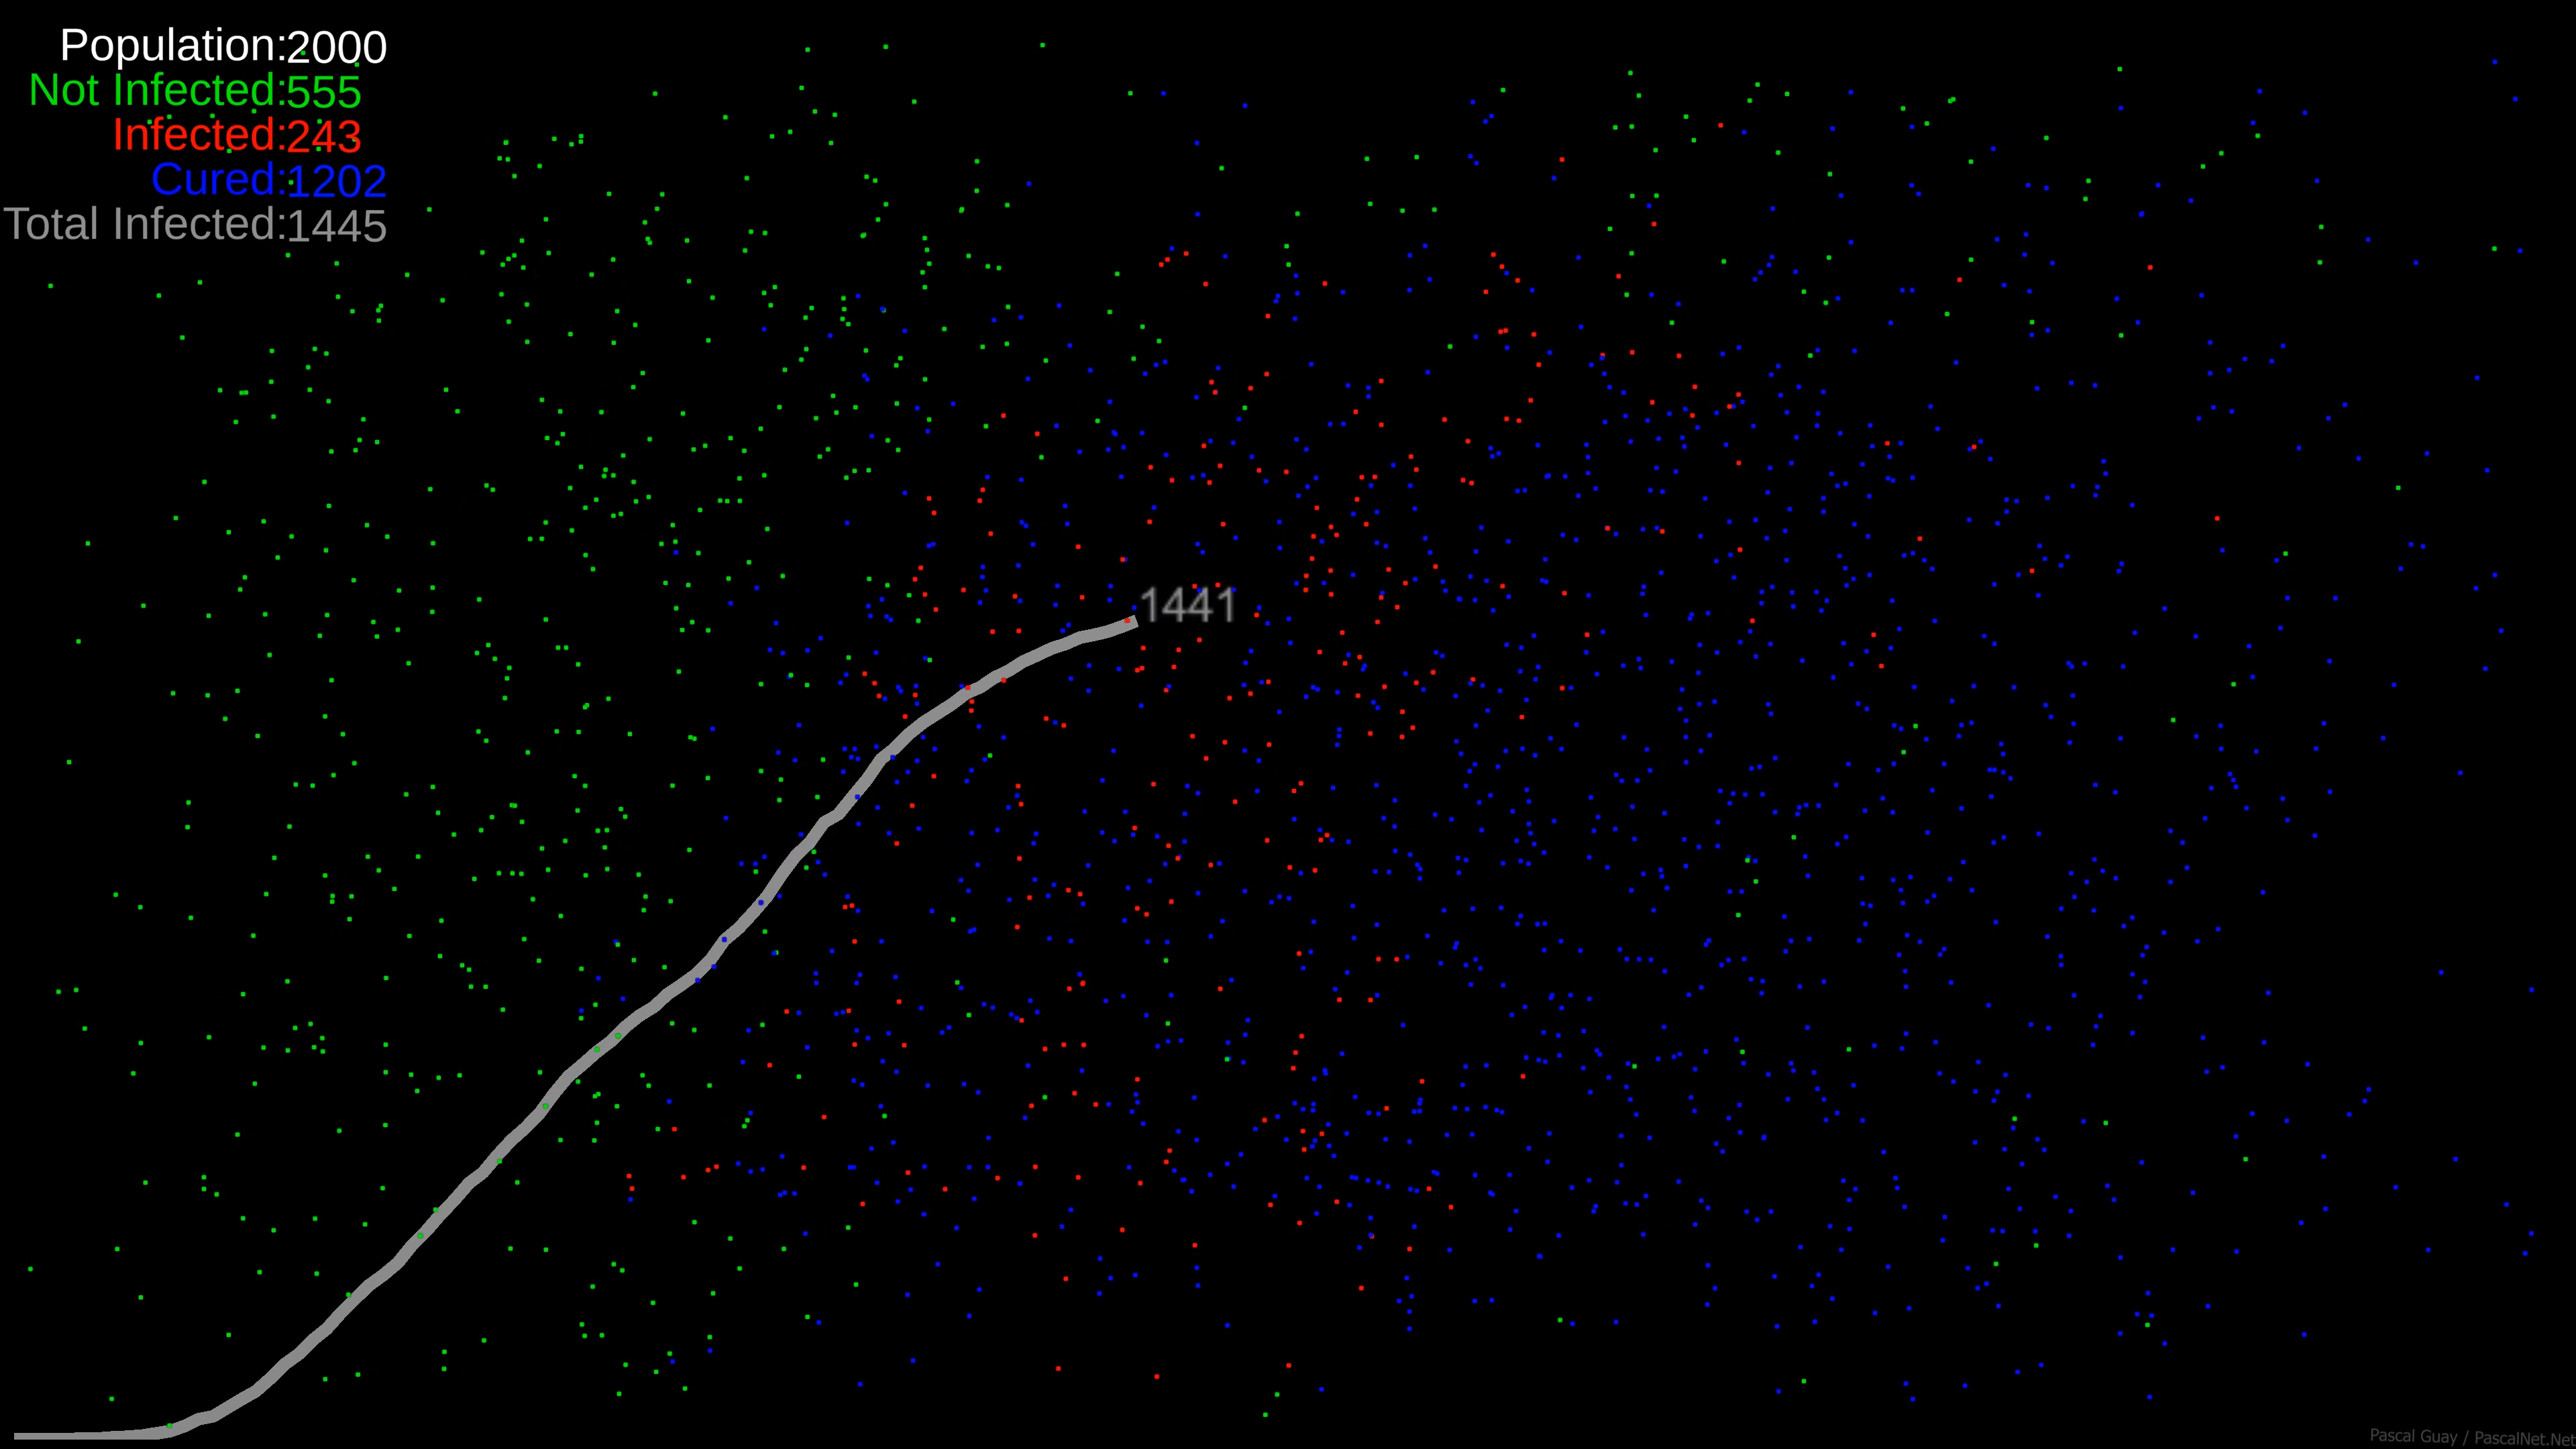 Population:2000
Not Infected:555
Infected:243
Cured:1202
Total Infected:1445
1441
Pascal Guay / PascalNet.Net